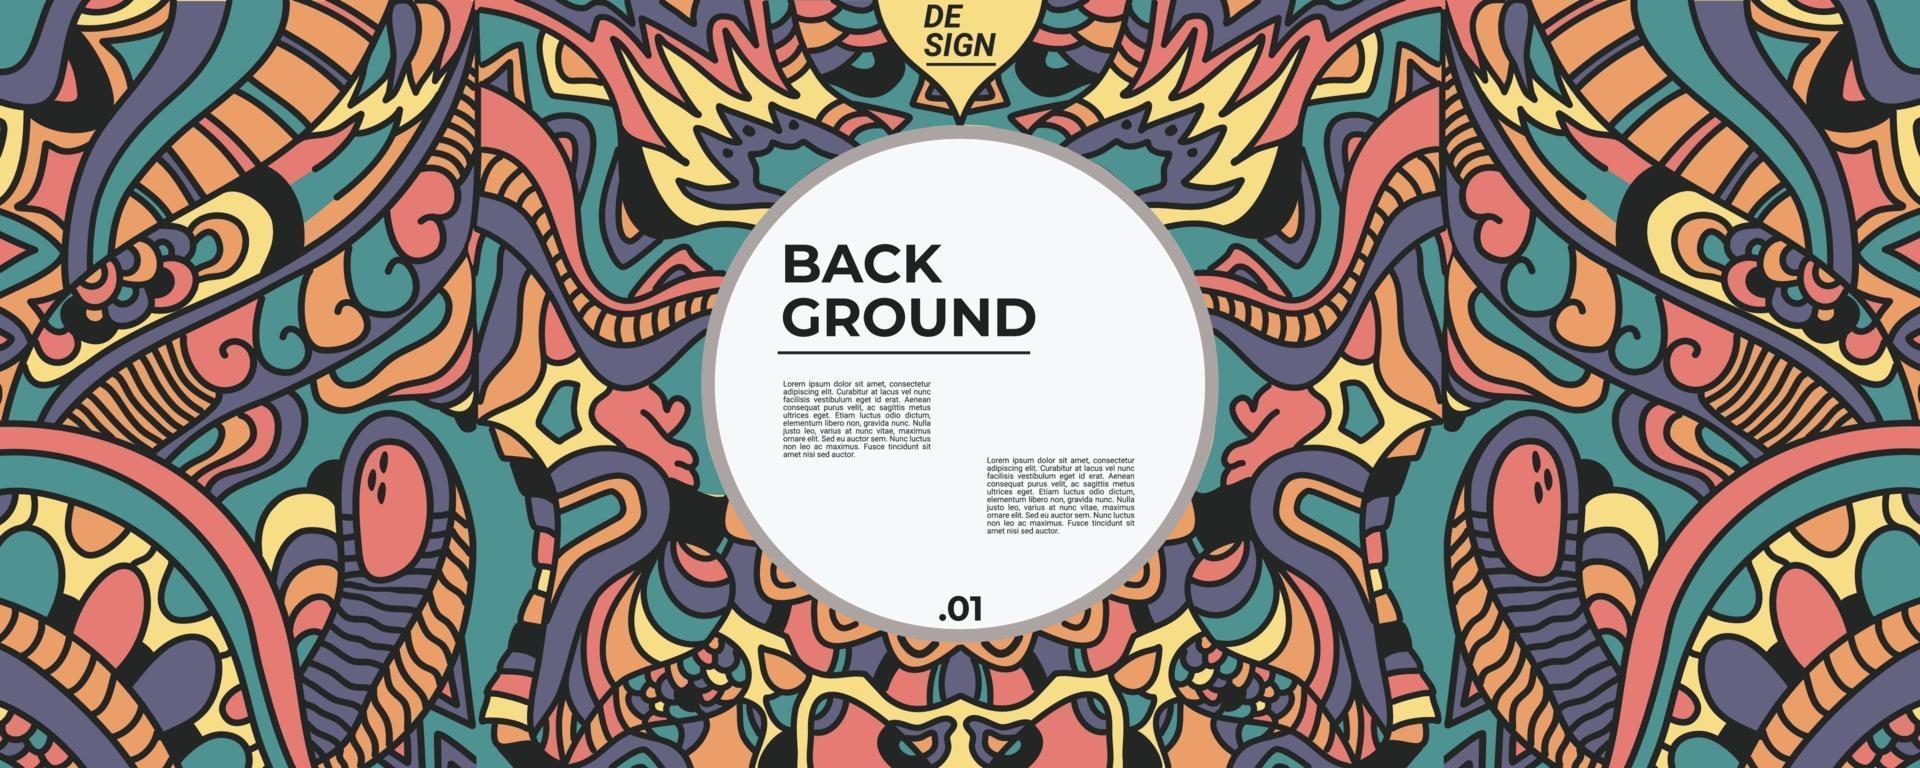 DE
SIGN
BACK
GROUND
Lorem ipsum dolor sit amet, consectetur
adipiscing elit. Curabitur at lacus vel nunc
facilisis vestibulum eget id erat. Aenean
consequat purus velit, ac sagittis metus
ultrices eget. Etiam luctus odio dictum,
elementum libero non, gravida nunc. Nulla
justo leo, varius at nunc vitae, maximus
ornare elit. Sed eu auctor sem. Nunc luctus
non leo ac maximus. Fusce tincidunt sit
amet nisi sed auctor.
Lorem ipsum dolor sit amet, consectetur
adipiscing elit. Curabitur at lacus vel nunc
facilisis vestibulum eget id erat. Aenean
consequat purus velit, ac sagittis metus
ultrices eget. Etiam luctus odio dictum,
elementum libero non, gravida nunc. Nulla
justo leo, varius at nunc vitae, maximus
ornare elit. Sed eu auctor sem. Nunc luctus
non leo ac maximus. Fusce tincidunt sit
amet nisi sed auctor.
.01